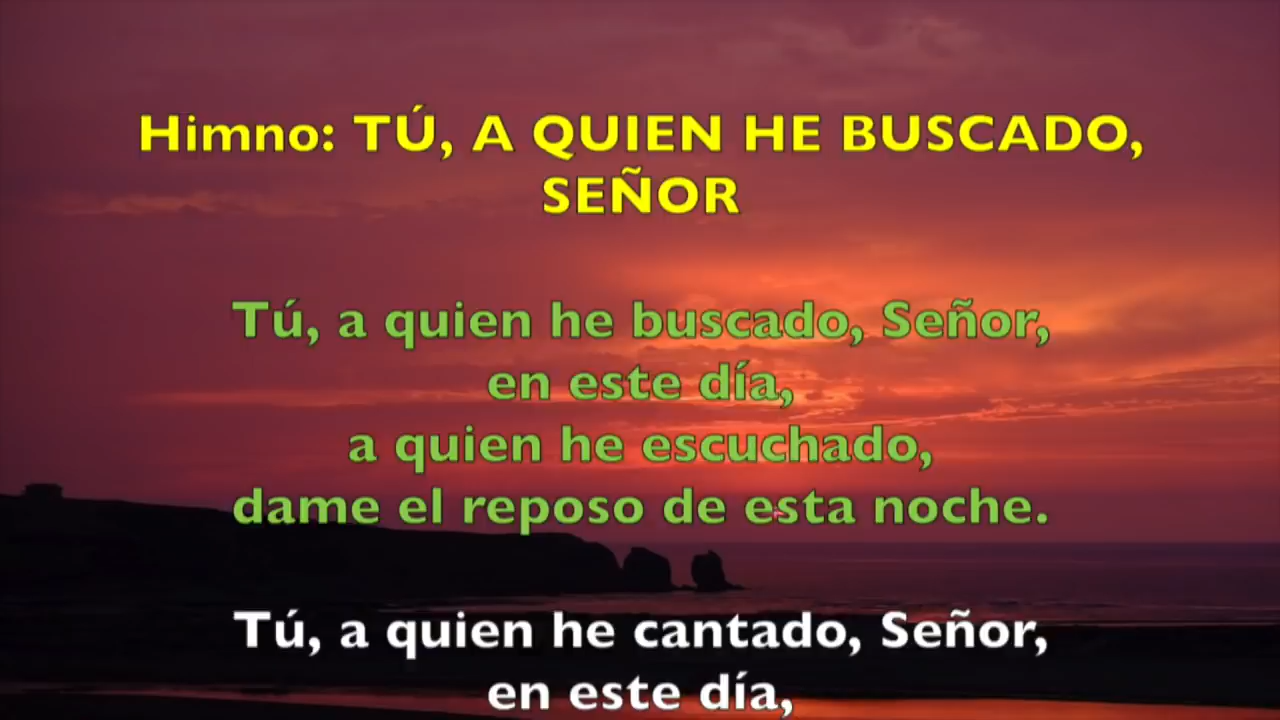 Himno: TÚ, A QUIEN HE BUSCADO,
SEÑOR
Tú, a quien he buscado, Señor,
en este día,
a quien he escuchado,
dame el reposo de esta noche.
Tú, a quien he cantado, Señor,
en este día,